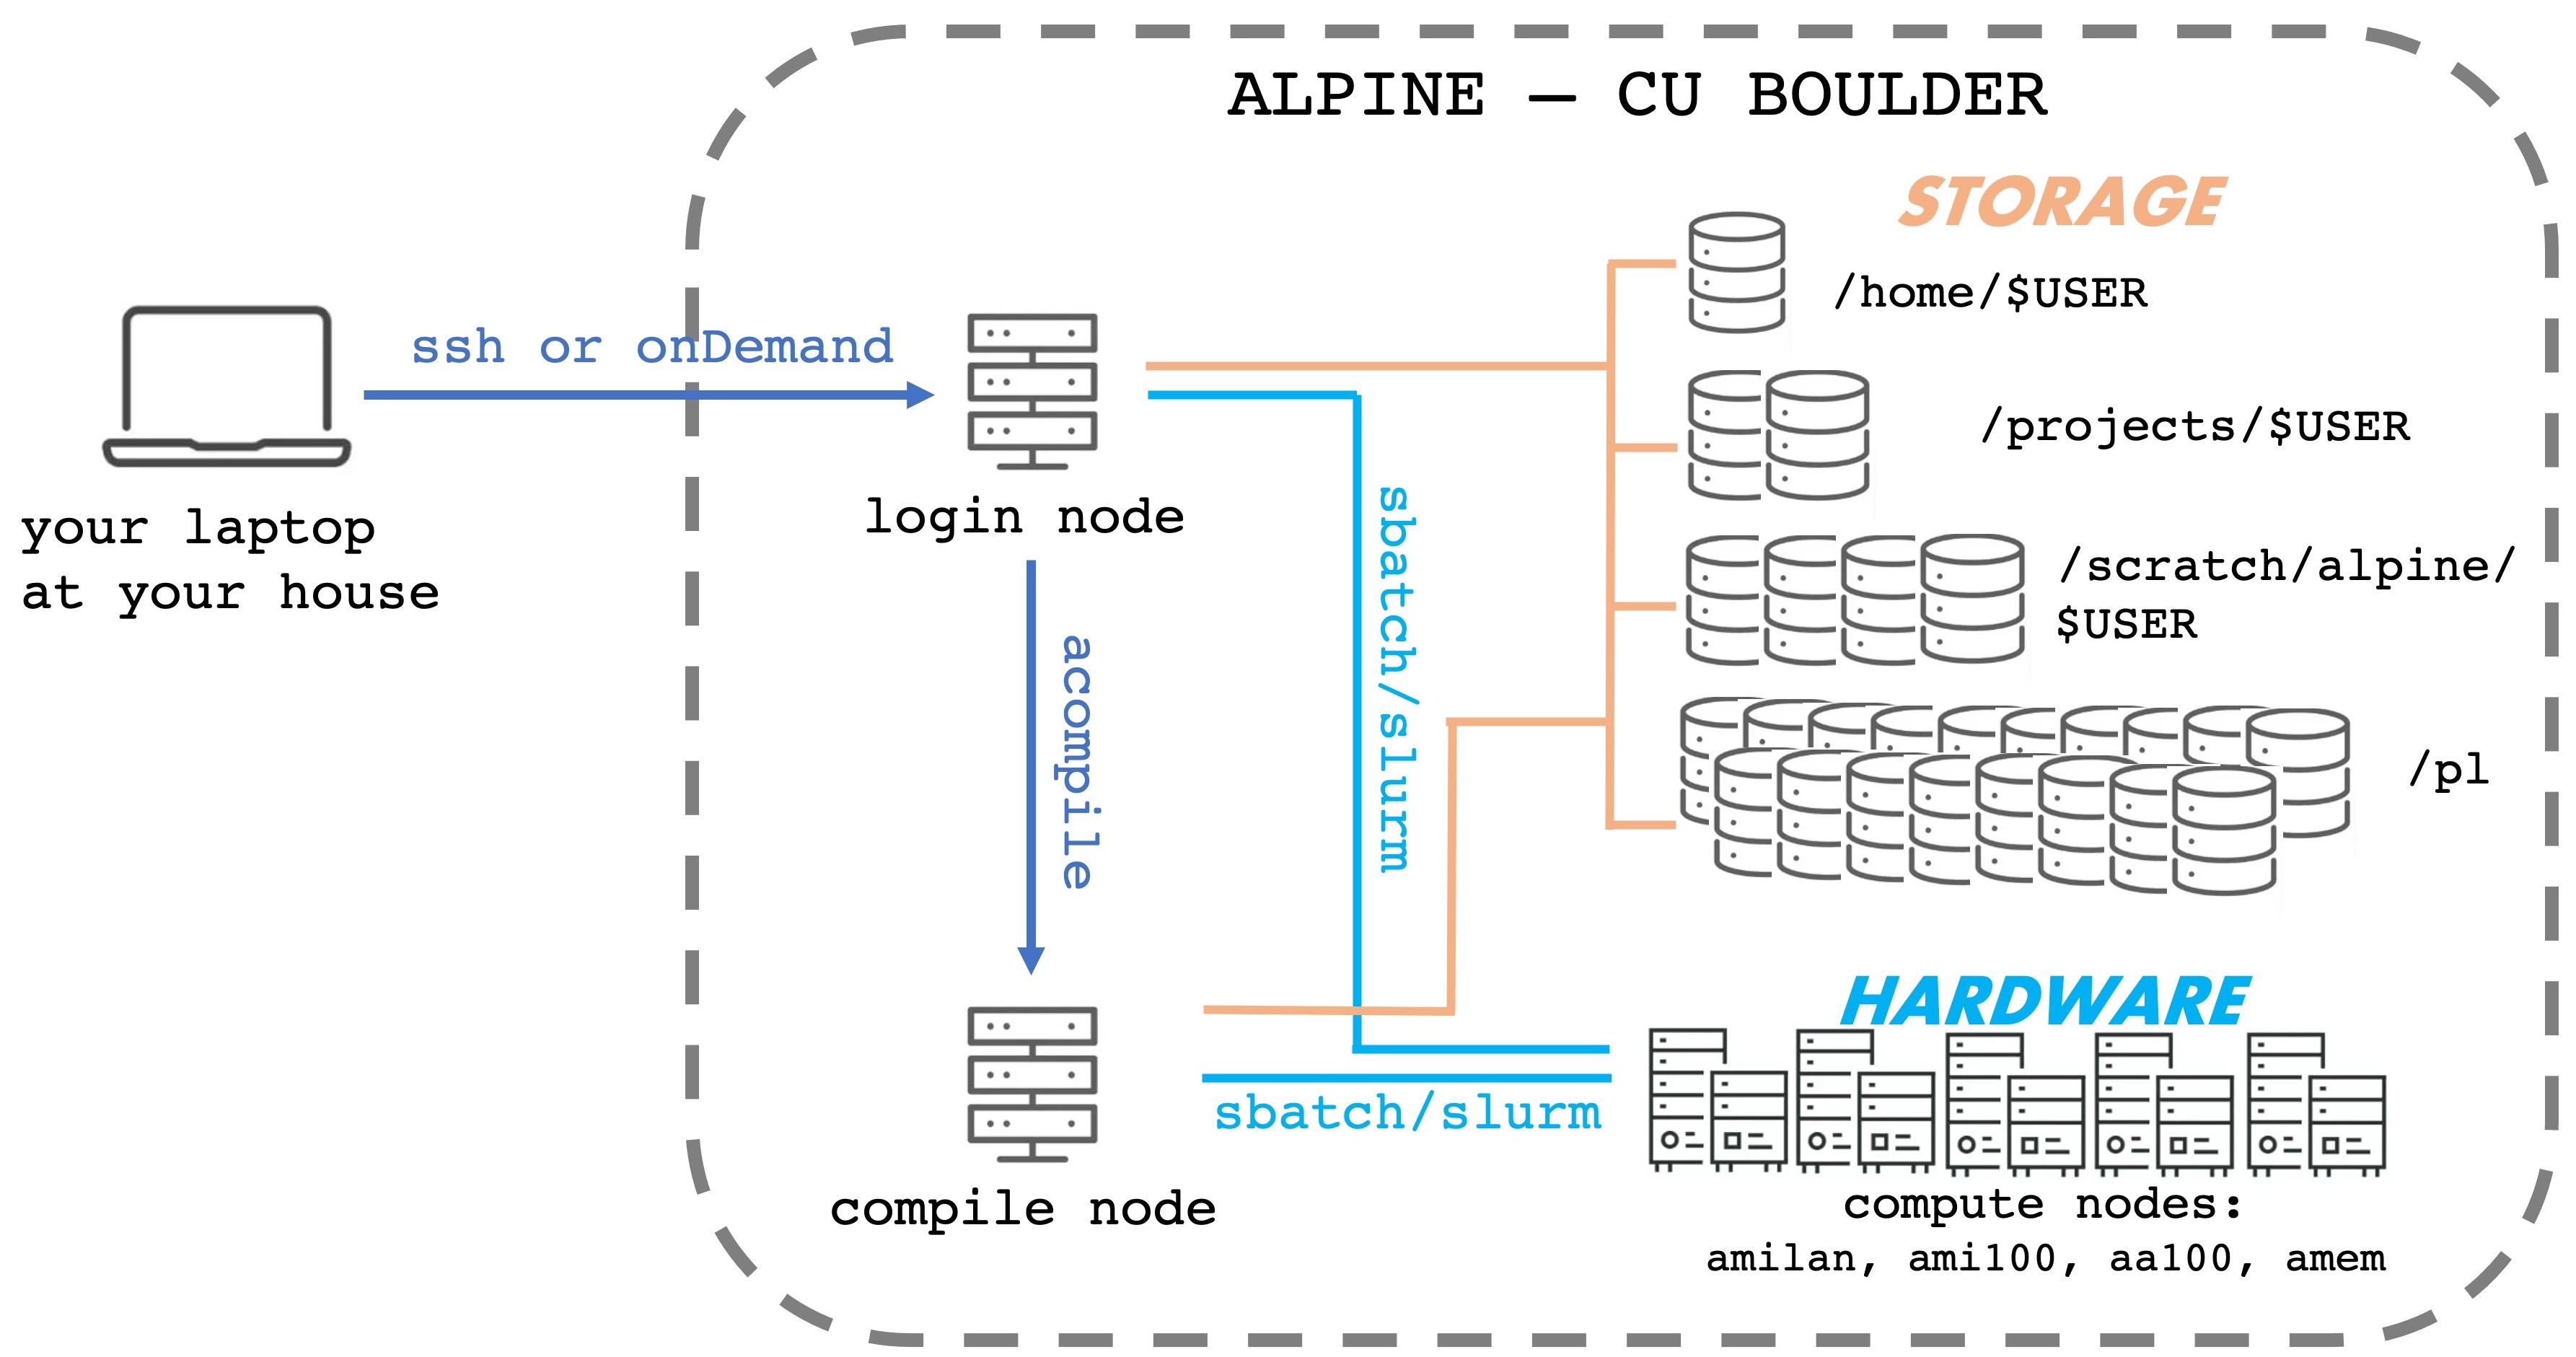 ALPINE – CU BOULDER
STORAGE
/home/$USER
ssh or onDemand
/projects/$USER
your laptop
at your house
login node
/scratch/alpine/
$USER
sbatch/slurm
acompile
/pl
HARDWARE
sbatch/slurm
compile node
compute nodes:
amilan, ami100, aa100, amem